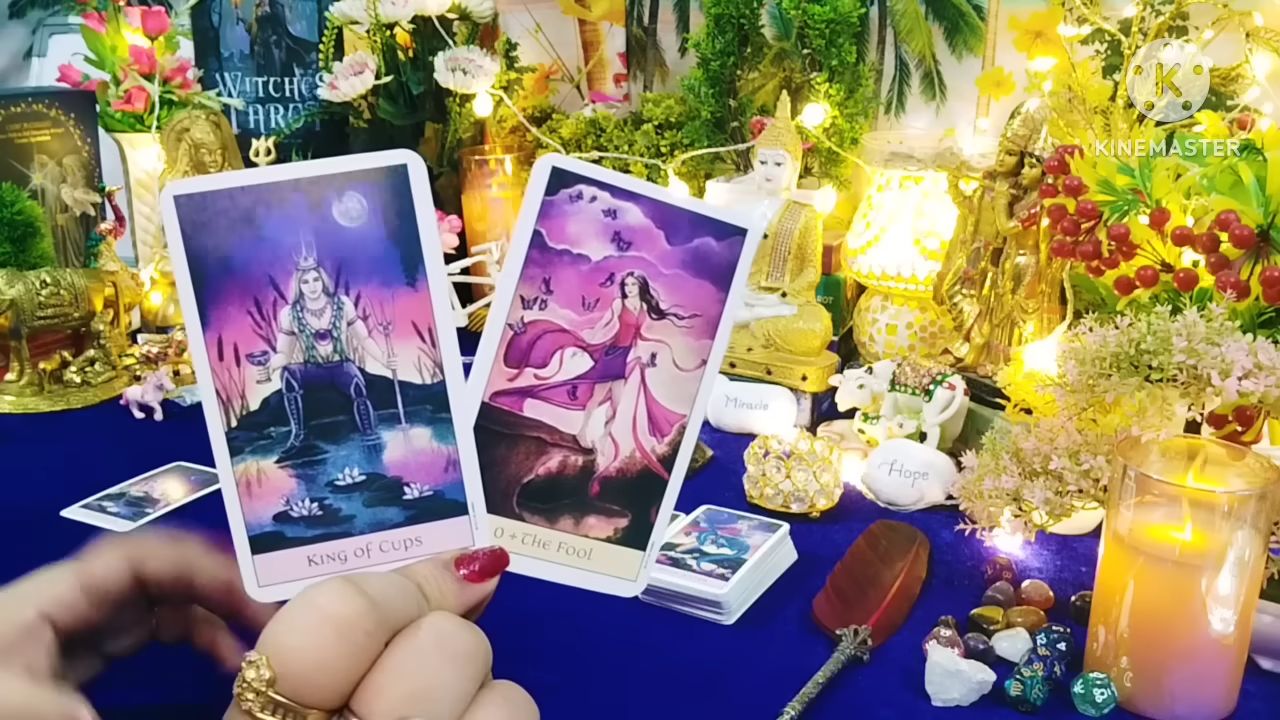 WITCHES
TAROT
K
KINEMASTER
KING OF CUPS
0 + THE FOOL
Miracle
Hope